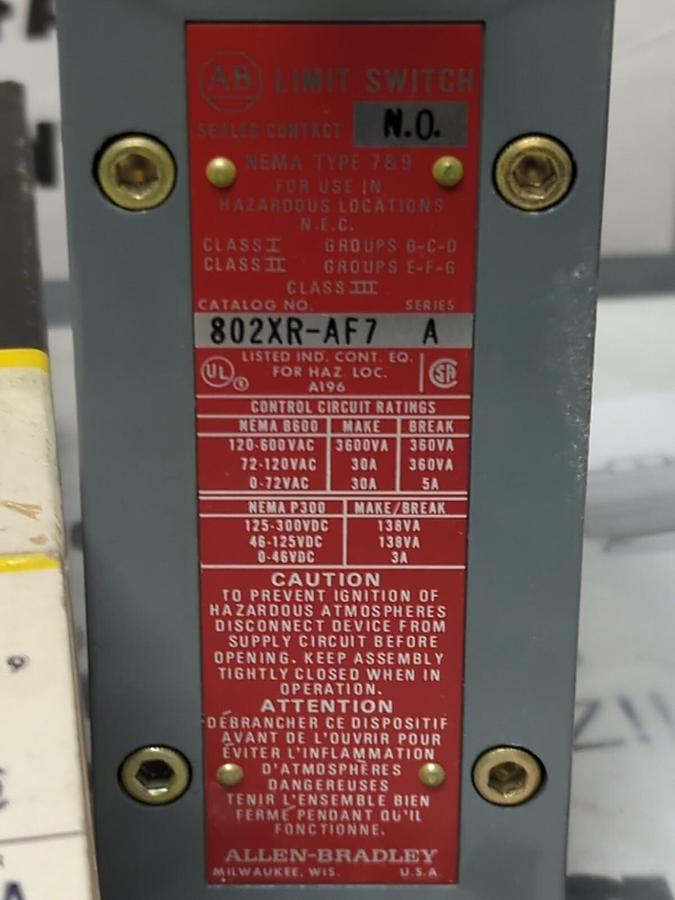 AB LIMIT SWITCH
SEALED CONTACT N.O.
NEMA TYPE 7&9
FOR USE IN
HAZARDOUS LOCATIONS
N.E.C.
CLASS I GROUPS B-C-D
CLASS II GROUPS E-F-G
CLASS III
CATALOG NO. SERIES
802XR-AF7 A
LISTED IND. CONT. EQ.
UL ® FOR HAZ. LOC. SA
A196
CONTROL CIRCUIT RATINGS
NEMA B600 MAKE BREAK
120-600VAC 3600VA 360VA
72-120VAC 30A 360VA
0-72VAC 30A 5A
NEMA P300 MAKE/BREAK
125-300VDC 138VA
46-125VDC 138VA
0-46VDC 3A
CAUTION
TO PREVENT IGNITION OF
HAZARDOUS ATMOSPHERES
DISCONNECT DEVICE FROM
SUPPLY CIRCUIT BEFORE
OPENING. KEEP ASSEMBLY
TIGHTLY CLOSED WHEN IN
OPERATION.
ATTENTION
DÉBRANCHER CE DISPOSITIF
AVANT DE L'OUVRIR POUR
ÉVITER L'INFLAMMATION
D'ATMOSPHÈRES
DANGEREUSES
TENIR L'ENSEMBLE BIEN
FERMÉ PENDANT QU'IL
FONCTIONNE.
ALLEN-BRADLEY
MILWAUKEE, WIS. U.S.A